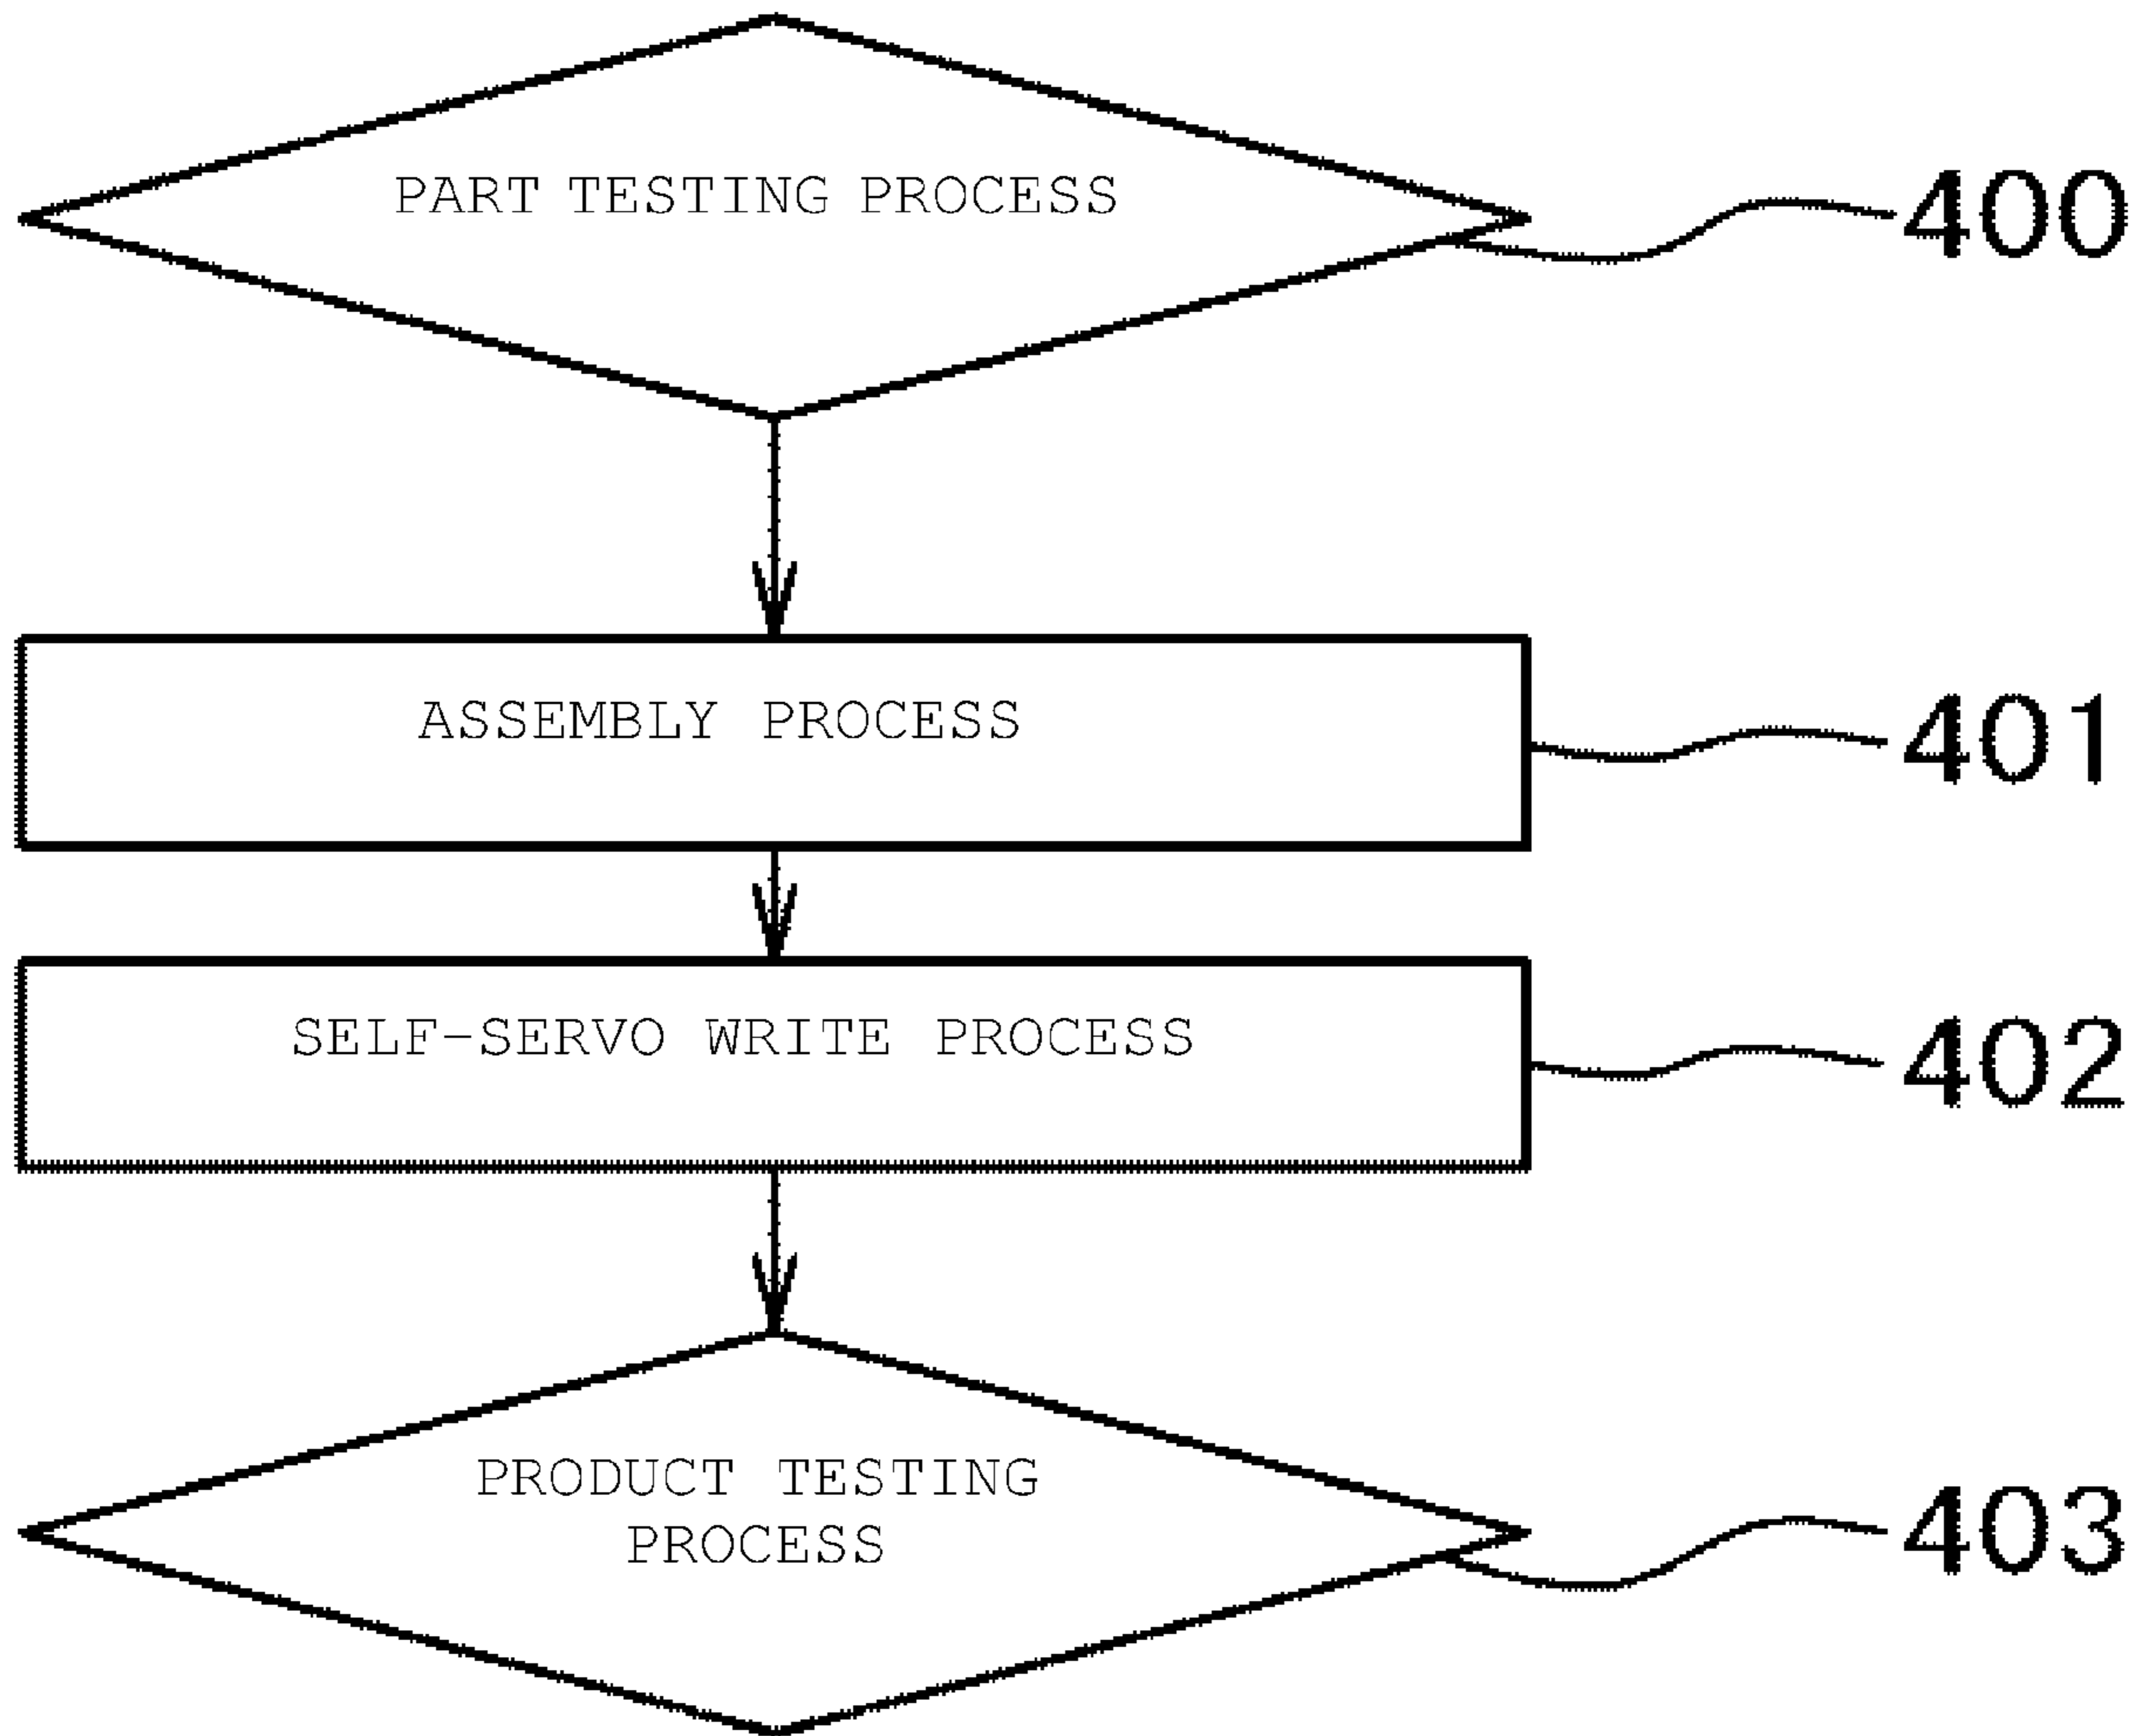 PART TESTING PROCESS
400
ASSEMBLY PROCESS
401
SELF-SERVO WRITE PROCESS
402
PRODUCT TESTING
PROCESS
403